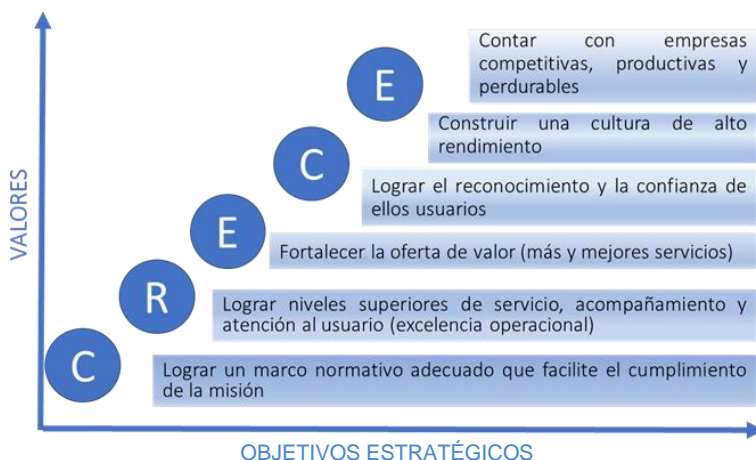 Contar con empresas
competitivas, productivas y
perdurables
E
Construir una cultura de alto
rendimiento
C
Lograr el reconocimiento y la confianza de
ellos usuarios
E
Fortalecer la oferta de valor (más y mejores servicios)
R
Lograr niveles superiores de servicio, acompañamiento y
atención al usuario (excelencia operacional)
C
Lograr un marco normativo adecuado que facilite el cumplimiento
de la misión
VALORES
OBJETIVOS ESTRATÉGICOS